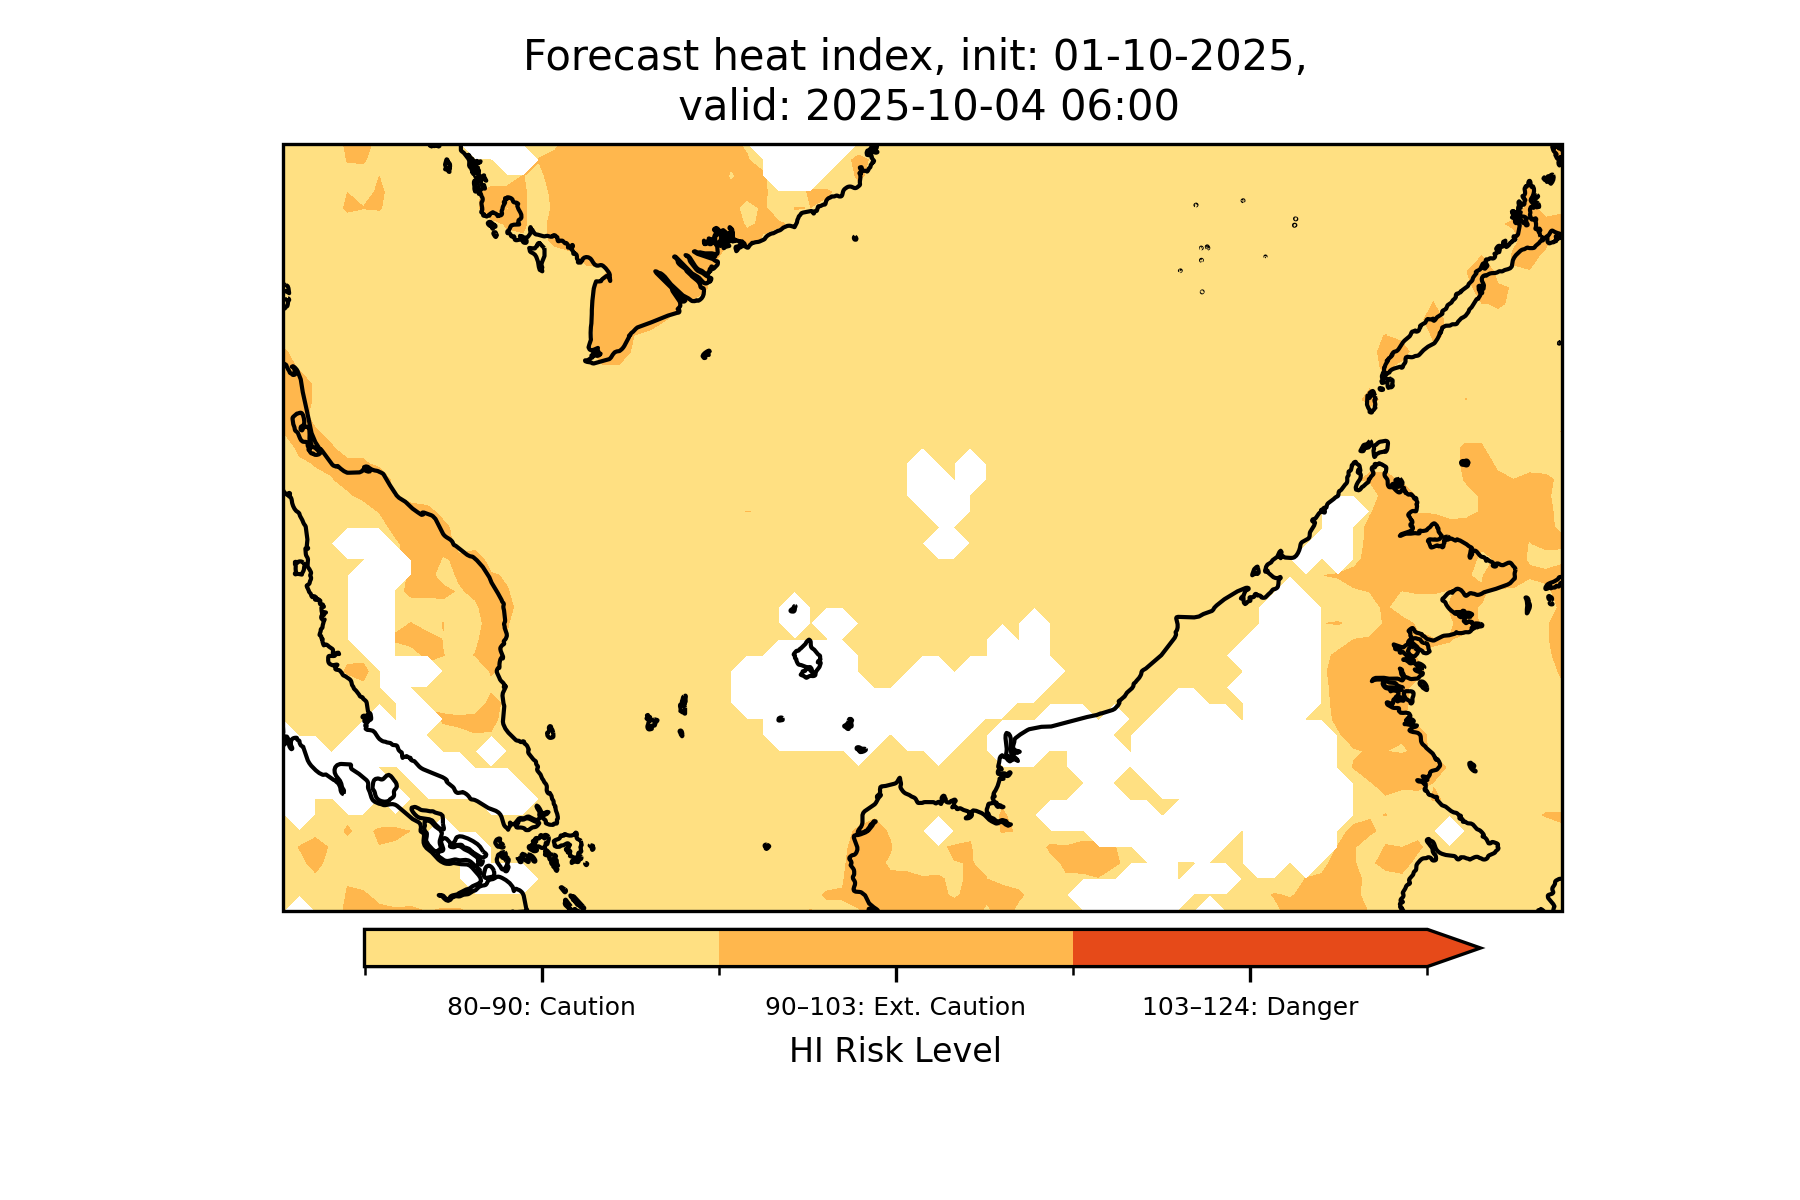 Forecast heat index, init: 01-10-2025,
valid: 2025-10-04 06:00
80–90: Caution
90–103: Ext. Caution
103–124: Danger
HI Risk Level